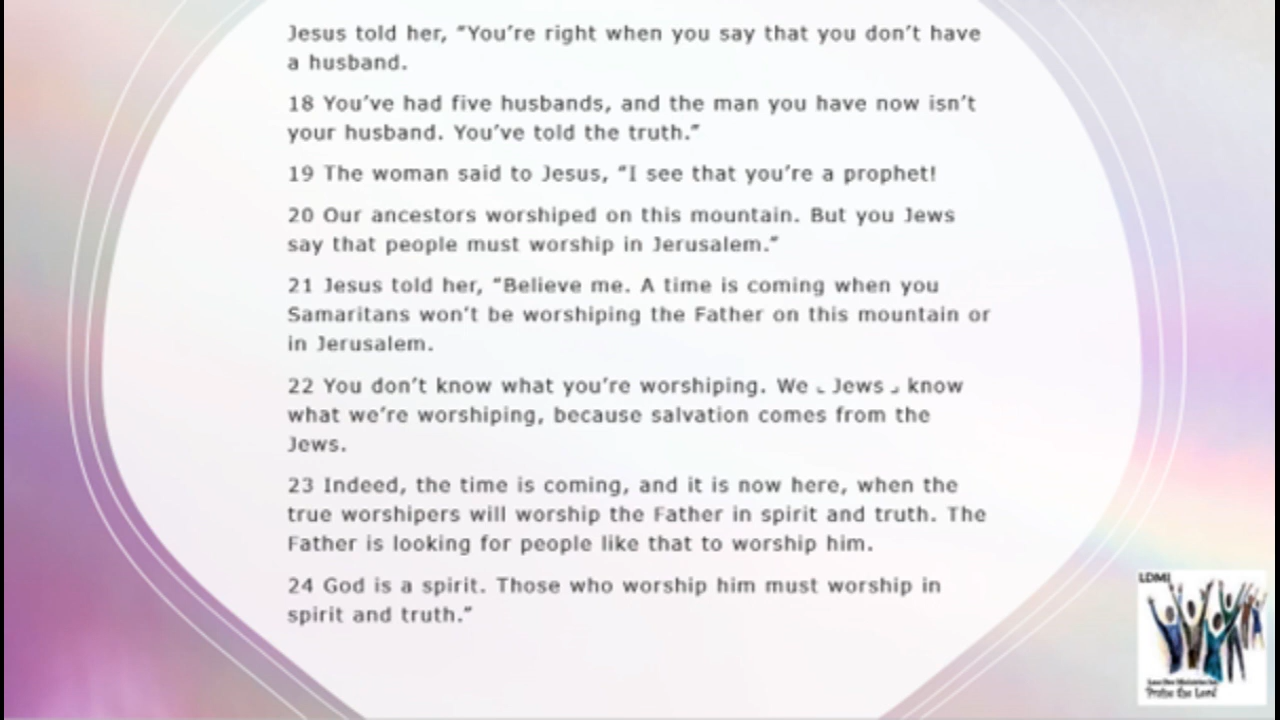 Jesus told her, “You’re right when you say that you don’t have
a husband.
18 You’ve had five husbands, and the man you have now isn’t
your husband. You’ve told the truth.”
19 The woman said to Jesus, “I see that you’re a prophet!
20 Our ancestors worshiped on this mountain. But you Jews
say that people must worship in Jerusalem.”
21 Jesus told her, “Believe me. A time is coming when you
Samaritans won’t be worshiping the Father on this mountain or
in Jerusalem.
22 You don’t know what you’re worshiping. We ⌞Jews⌟ know
what we’re worshiping, because salvation comes from the
Jews.
23 Indeed, the time is coming, and it is now here, when the
true worshipers will worship the Father in spirit and truth. The
Father is looking for people like that to worship him.
24 God is a spirit. Those who worship him must worship in
spirit and truth.”
LDMI
Praise the Lord